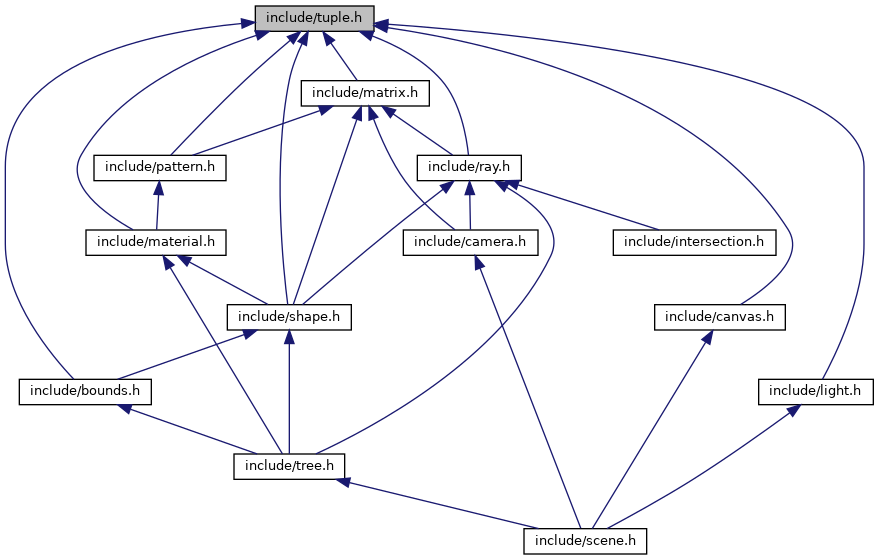 include/tuple.h
include/matrix.h
include/pattern.h
include/ray.h
include/material.h
include/camera.h
include/intersection.h
include/shape.h
include/canvas.h
include/bounds.h
include/light.h
include/tree.h
include/scene.h